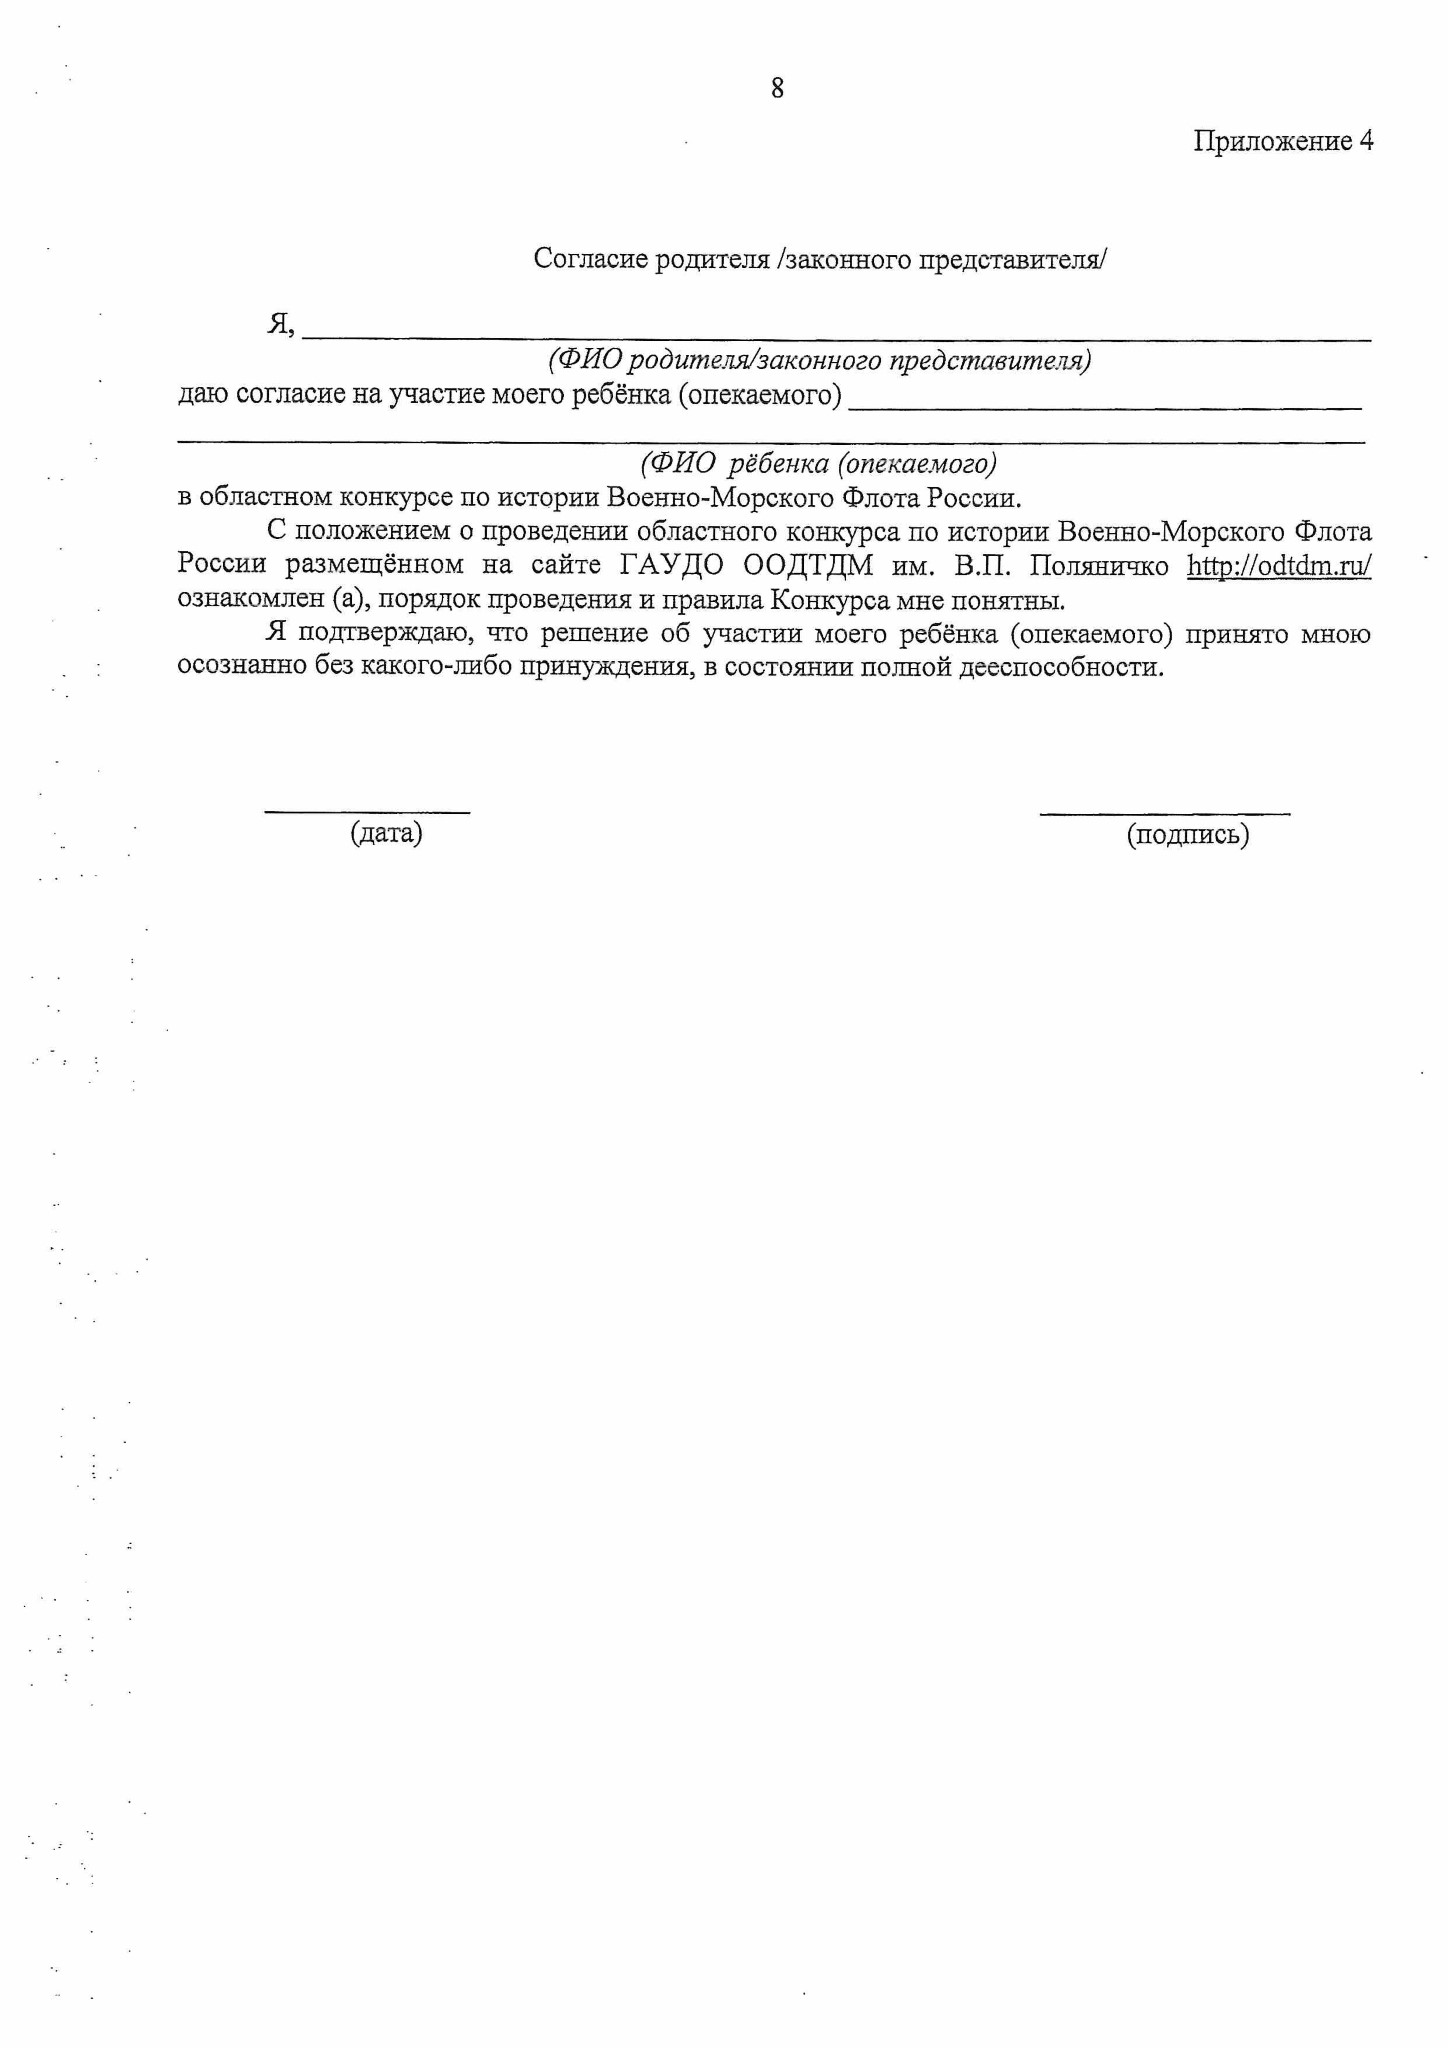 8
Приложение 4
Согласие родителя /законного представителя/
Я,
(ФИО родителя/законного представителя)
даю согласие на участие моего ребёнка (опекаемого)
(ФИО рёбенка (опекаемого)
в областном конкурсе по истории Военно-Морского Флота России.
С положением о проведении областного конкурса по истории Военно-Морского Флота
России размещённом на сайте ГАУДО ООДТДМ им. В.П. Поляничко http://odtdm.ru/
ознакомлен (а), порядок проведения и правила Конкурса мне понятны.
Я подтверждаю, что решение об участии моего ребёнка (опекаемого) принято мною
осознанно без какого-либо принуждения, в состоянии полной дееспособности.
(дата) (подпись)